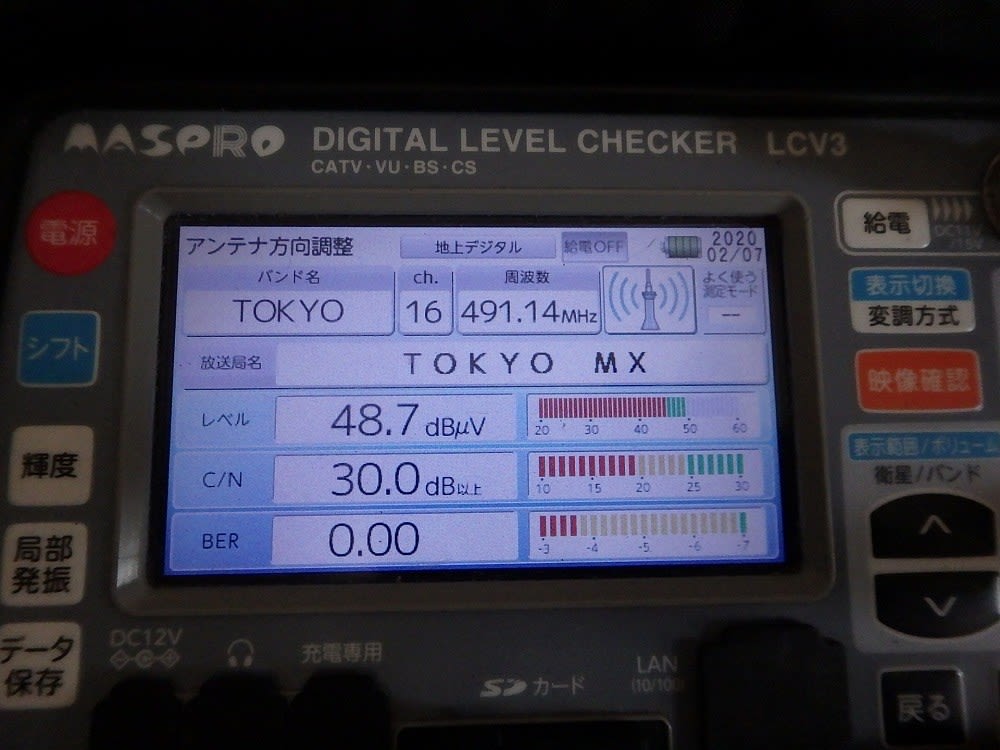 MASPRO DIGITAL LEVEL CHECKER LCV3
CATV・VU・BS・CS
電源
シフト
輝度
局部
発振
データ
保存
アンテナ方向調整 地上デジタル 給電OFF 2020
02/07
バンド名 ch. 周波数 よく使う
測定モード
TOKYO 16 491.14MHz --
放送局名 TOKYO MX
レベル 48.7 dBμV
20 30 40 50 60
C/N 30.0 dB以上
10 15 20 25 30
BER 0.00
-3 -4 -5 -6 -7
給電
DC11V
/15V
表示切換
変調方式
映像確認
表示範囲/ボリューム
衛星/バンド
戻る
DC12V
充電専用
SDカード
LAN
(10/100)